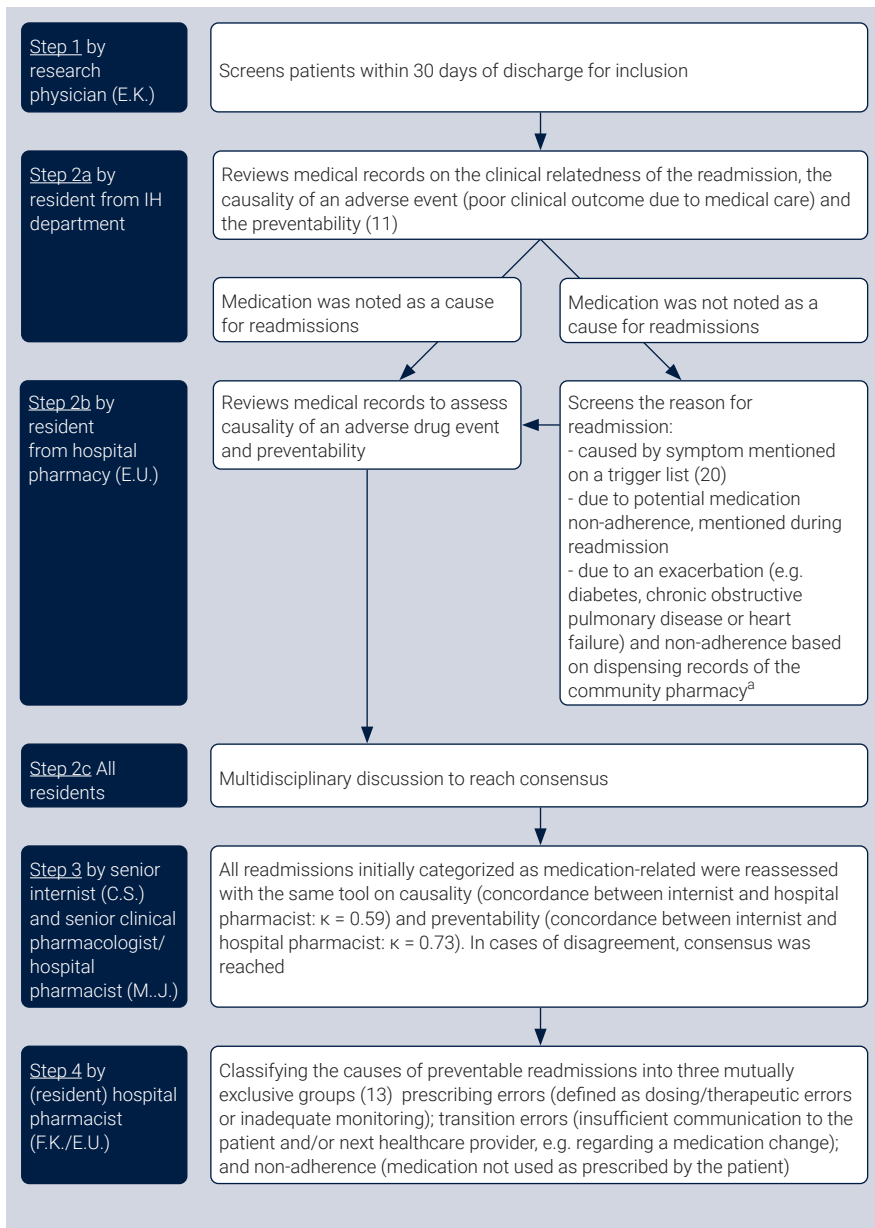 Step 1 by
research
physician (E.K.)
Screens patients within 30 days of discharge for inclusion
Step 2a by
resident from IH
department
Reviews medical records on the clinical relatedness of the readmission, the
causality of an adverse event (poor clinical outcome due to medical care) and
the preventability (11)
Medication was noted as a cause
for readmissions
Medication was not noted as a
cause for readmissions
Step 2b by
resident
from hospital
pharmacy (E.U.)
Reviews medical records to assess
causality of an adverse drug event
and preventability
Screens the reason for
readmission:
- caused by symptom mentioned
on a trigger list (20)
- due to potential medication
non-adherence, mentioned during
readmission
- due to an exacerbation (e.g.
diabetes, chronic obstructive
pulmonary disease or heart
failure) and non-adherence based
on dispensing records of the
community pharmacyᵃ
Step 2c All
residents
Multidisciplinary discussion to reach consensus
Step 3 by senior
internist (C.S.)
and senior clinical
pharmacologist/
hospital
pharmacist (M..J.)
All readmissions initially categorized as medication-related were reassessed
with the same tool on causality (concordance between internist and hospital
pharmacist: κ = 0.59) and preventability (concordance between internist and
hospital pharmacist: κ = 0.73). In cases of disagreement, consensus was
reached
Step 4 by
(resident) hospital
pharmacist
(F.K./E.U.)
Classifying the causes of preventable readmissions into three mutually
exclusive groups (13) prescribing errors (defined as dosing/therapeutic errors
or inadequate monitoring); transition errors (insufficient communication to the
patient and/or next healthcare provider, e.g. regarding a medication change);
and non-adherence (medication not used as prescribed by the patient)